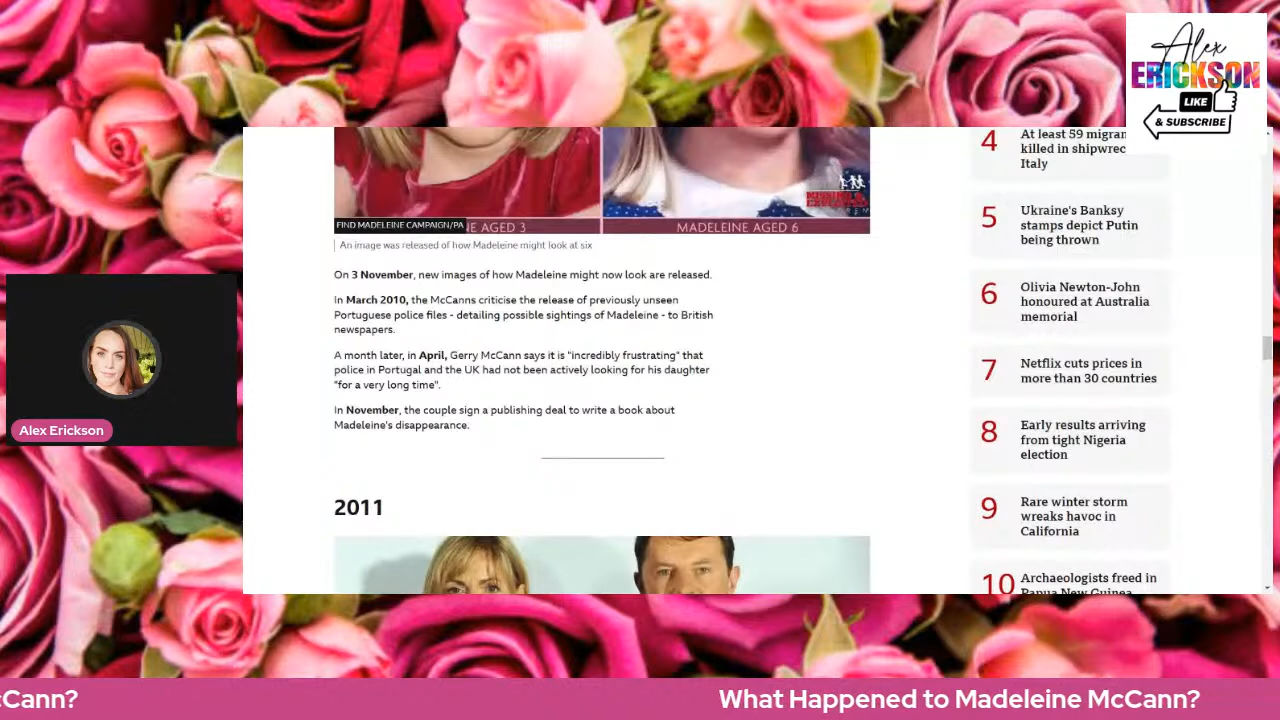 Alex
ERICKSON
LIKE
& SUBSCRIBE
FIND MADELEINE CAMPAIGN/PA
E AGED 3
MADELEINE AGED 6
An image was released of how Madeleine might look at six
On 3 November, new images of how Madeleine might now look are released.
In March 2010, the McCanns criticise the release of previously unseen
Portuguese police files - detailing possible sightings of Madeleine - to British
newspapers.
A month later, in April, Gerry McCann says it is "incredibly frustrating" that
police in Portugal and the UK had not been actively looking for his daughter
"for a very long time".
In November, the couple sign a publishing deal to write a book about
Madeleine's disappearance.
2011
4
At least 59 migran
killed in shipwrec
Italy
5
Ukraine's Banksy
stamps depict Putin
being thrown
6
Olivia Newton-John
honoured at Australia
memorial
7
Netflix cuts prices in
more than 30 countries
8
Early results arriving
from tight Nigeria
election
9
Rare winter storm
wreaks havoc in
California
10
Archaeologists freed in
Papua New Guinea
Alex Erickson
cCann?
What Happened to Madeleine McCann?